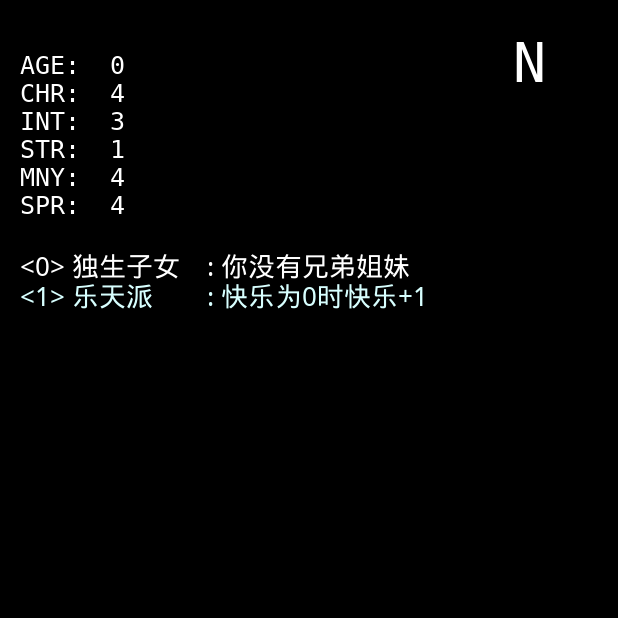 N
AGE: 0
CHR: 4
INT: 3
STR: 1
MNY: 4
SPR: 4
<0> 独生子女 : 你没有兄弟姐妹
<1> 乐天派 : 快乐为0时快乐+1